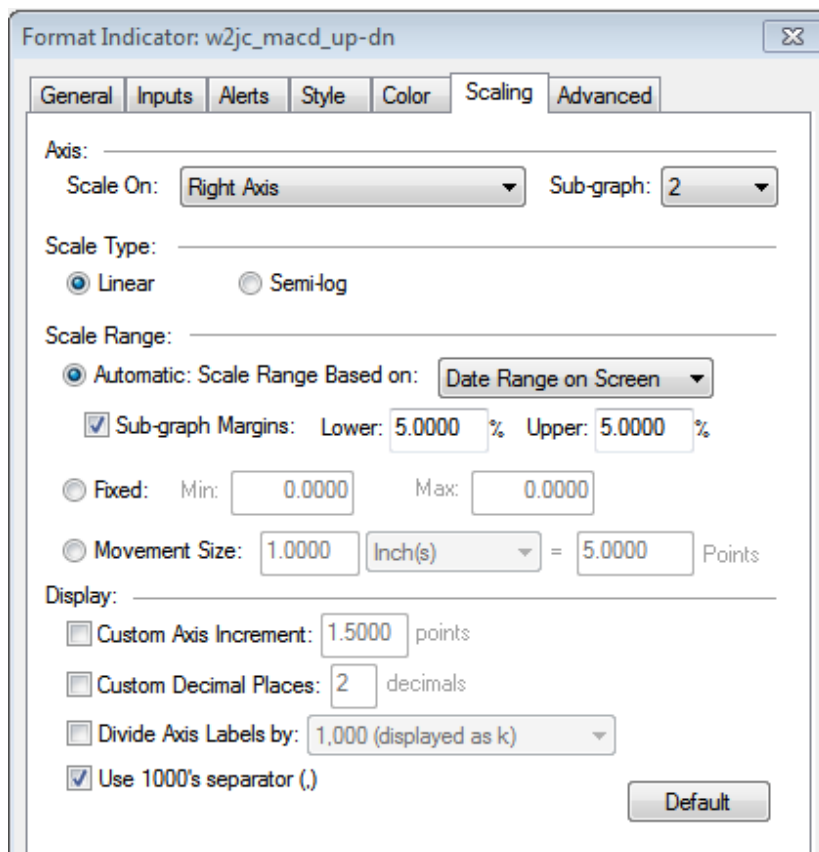 Format Indicator: w2jc_macd_up-dn
General Inputs Alerts Style Color Scaling Advanced
Axis:
Scale On: Right Axis Sub-graph: 2
Scale Type:
Linear Semi-log
Scale Range:
Automatic: Scale Range Based on: Date Range on Screen
Sub-graph Margins: Lower: 5.0000 % Upper: 5.0000 %
Fixed: Min: 0.0000 Max: 0.0000
Movement Size: 1.0000 Inch(s) = 5.0000 Points
Display:
Custom Axis Increment: 1.5000 points
Custom Decimal Places: 2 decimals
Divide Axis Labels by: 1,000 (displayed as k)
Use 1000's separator (,)
Default